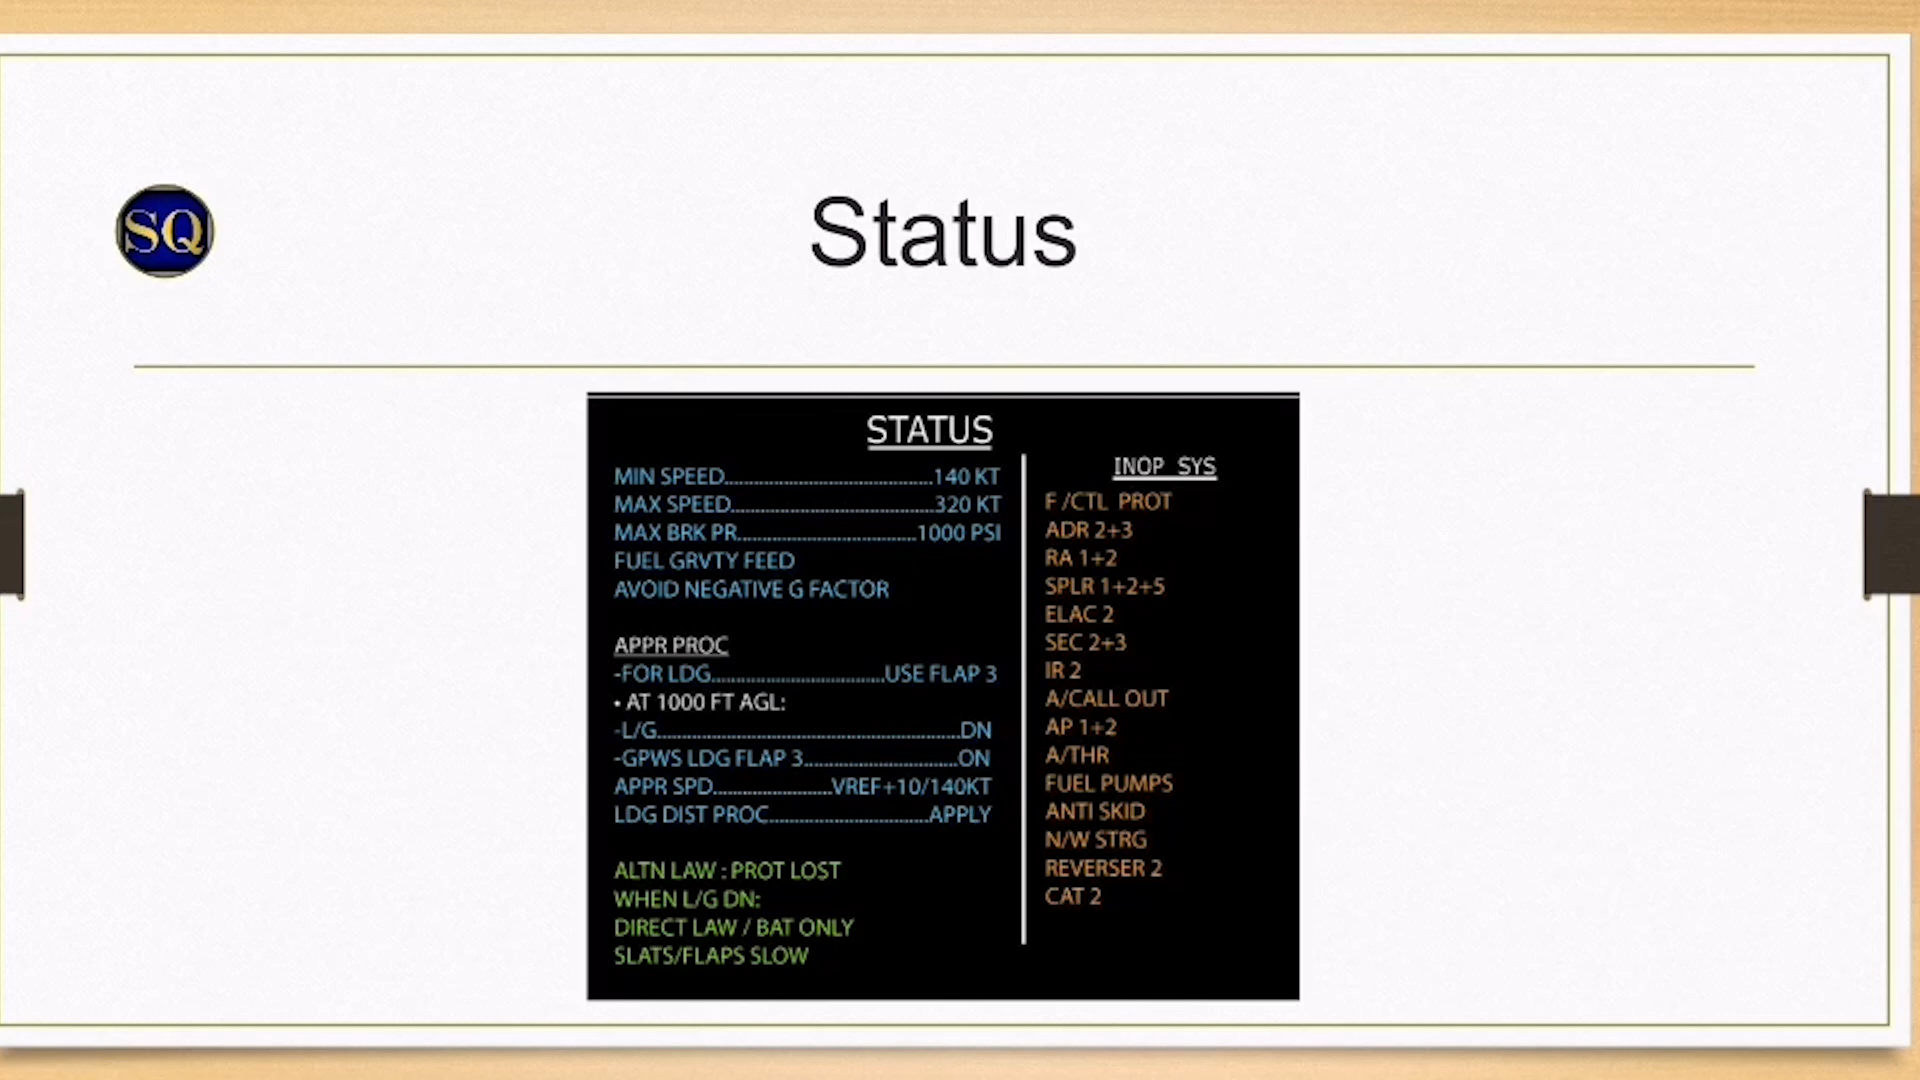 SQ
Status
STATUS
MIN SPEED..................................140 KT
MAX SPEED..................................320 KT
MAX BRK PR..............................1000 PSI
FUEL GRVTY FEED
AVOID NEGATIVE G FACTOR
APPR PROC
-FOR LDG.............................USE FLAP 3
• AT 1000 FT AGL:
-L/G..................................................DN
-GPWS LDG FLAP 3..........................ON
APPR SPD....................VREF+10/140KT
LDG DIST PROC...........................APPLY
ALTN LAW : PROT LOST
WHEN L/G DN:
DIRECT LAW / BAT ONLY
SLATS/FLAPS SLOW
INOP SYS
F /CTL PROT
ADR 2+3
RA 1+2
SPLR 1+2+5
ELAC 2
SEC 2+3
IR 2
A/CALL OUT
AP 1+2
A/THR
FUEL PUMPS
ANTI SKID
N/W STRG
REVERSER 2
CAT 2